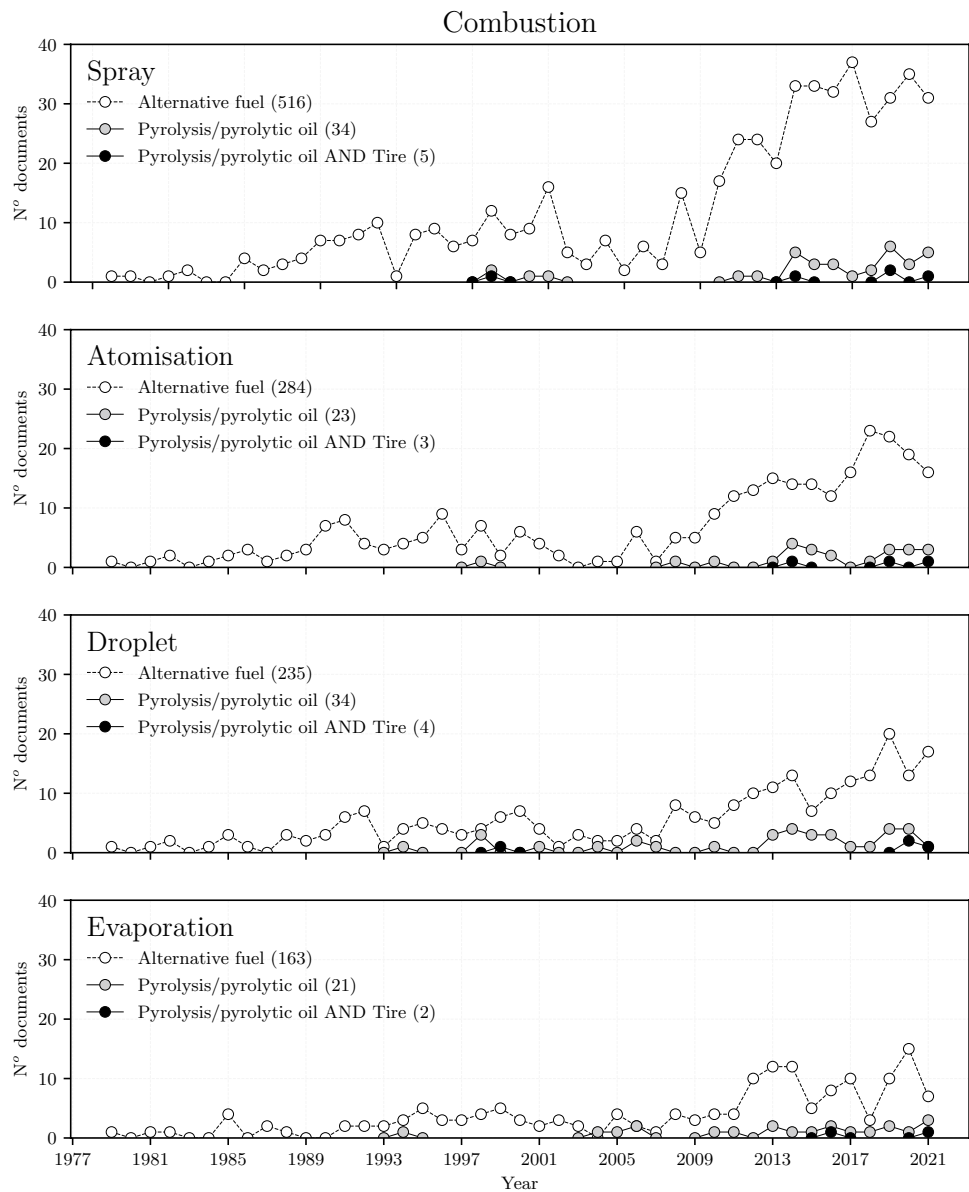 Combustion
40
30
20
10
0
Nº documents
Spray
Alternative fuel (516)
Pyrolysis/pyrolytic oil (34)
Pyrolysis/pyrolytic oil AND Tire (5)
40
30
20
10
0
Nº documents
Atomisation
Alternative fuel (284)
Pyrolysis/pyrolytic oil (23)
Pyrolysis/pyrolytic oil AND Tire (3)
40
30
20
10
0
Nº documents
Droplet
Alternative fuel (235)
Pyrolysis/pyrolytic oil (34)
Pyrolysis/pyrolytic oil AND Tire (4)
40
30
20
10
0
Nº documents
Evaporation
Alternative fuel (163)
Pyrolysis/pyrolytic oil (21)
Pyrolysis/pyrolytic oil AND Tire (2)
1977 1981 1985 1989 1993 1997 2001 2005 2009 2013 2017 2021
Year